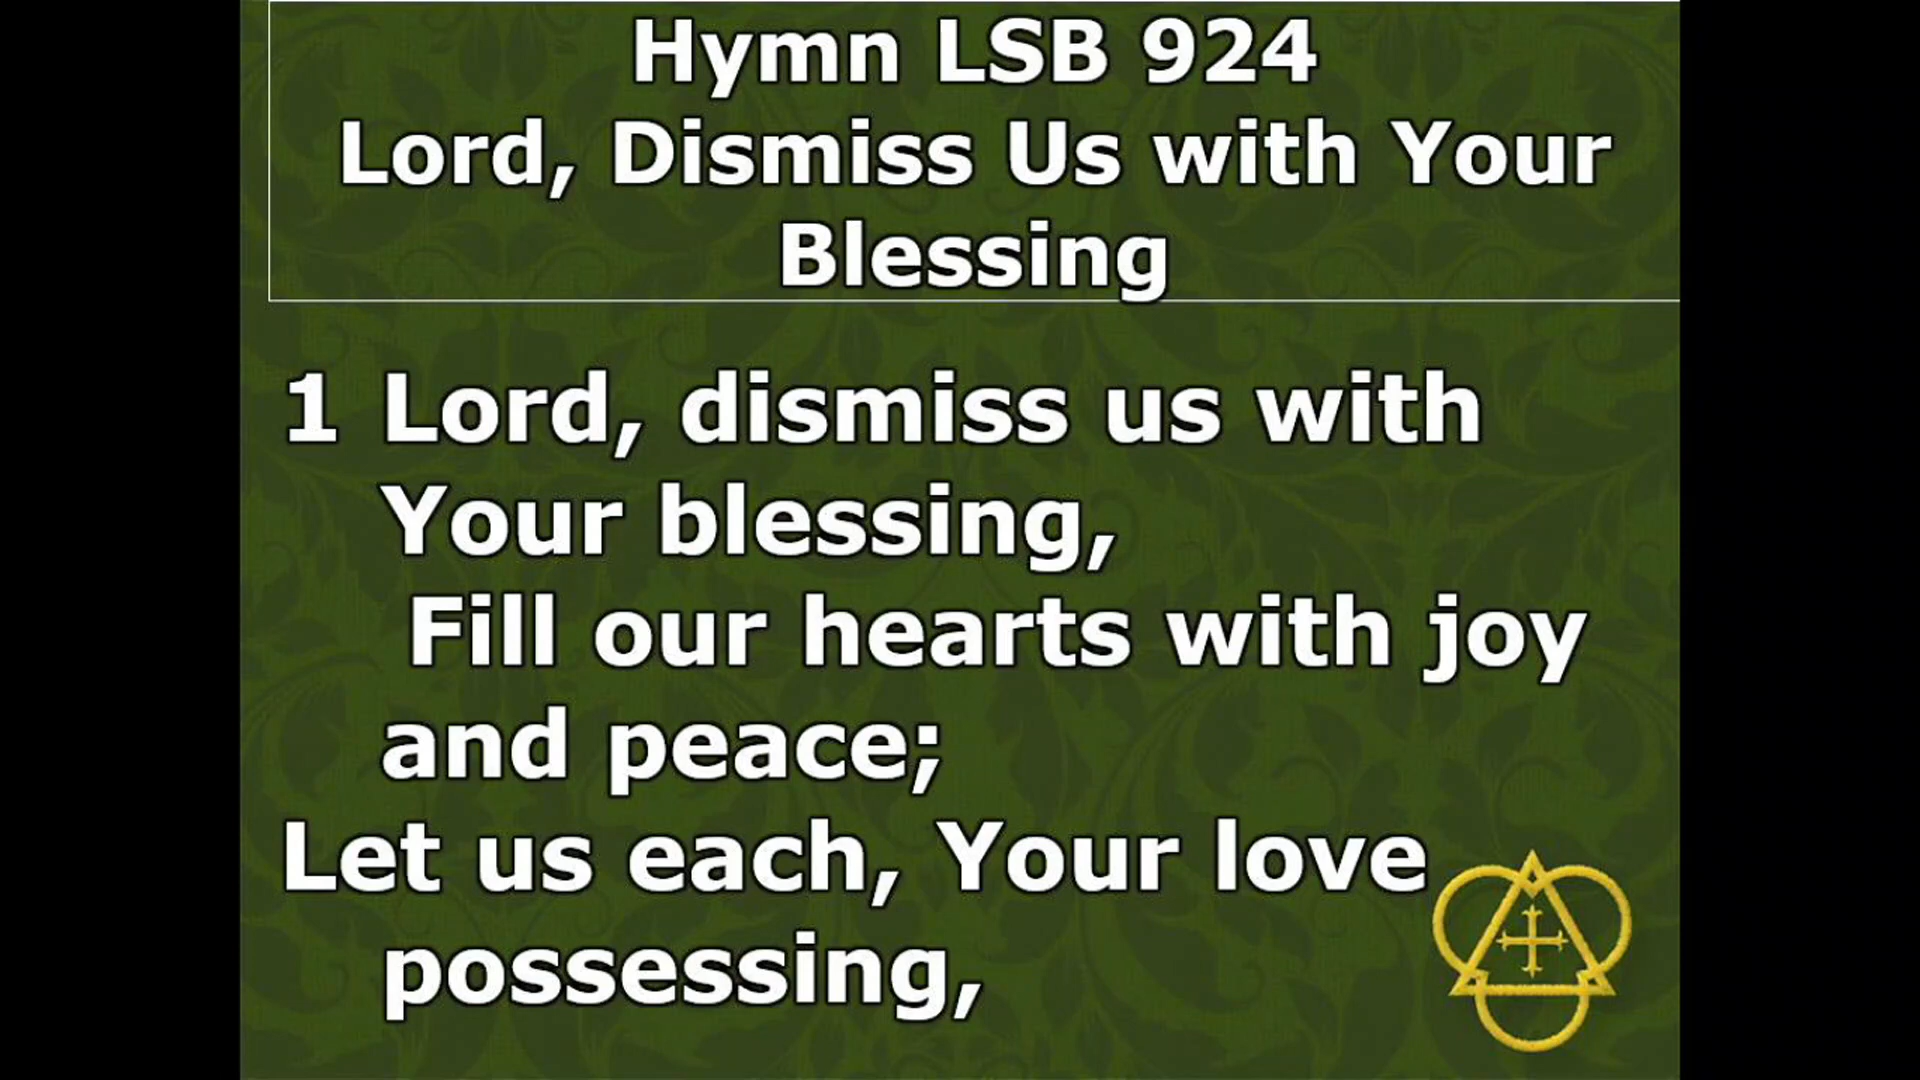 Hymn LSB 924
Lord, Dismiss Us with Your
Blessing
1 Lord, dismiss us with
Your blessing,
Fill our hearts with joy
and peace;
Let us each, Your love
possessing,